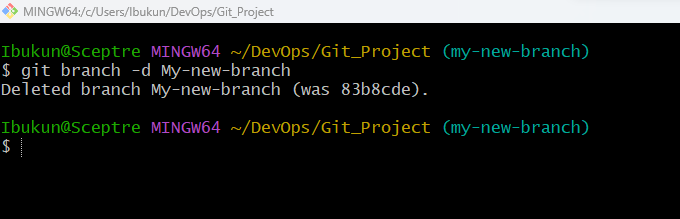 MINGW64:/c/Users/Ibukun/DevOps/Git_Project
Ibukun@Sceptre MINGW64 ~/DevOps/Git_Project (my-new-branch)
$ git branch -d My-new-branch
Deleted branch My-new-branch (was 83b8cde).
Ibukun@Sceptre MINGW64 ~/DevOps/Git_Project (my-new-branch)
$